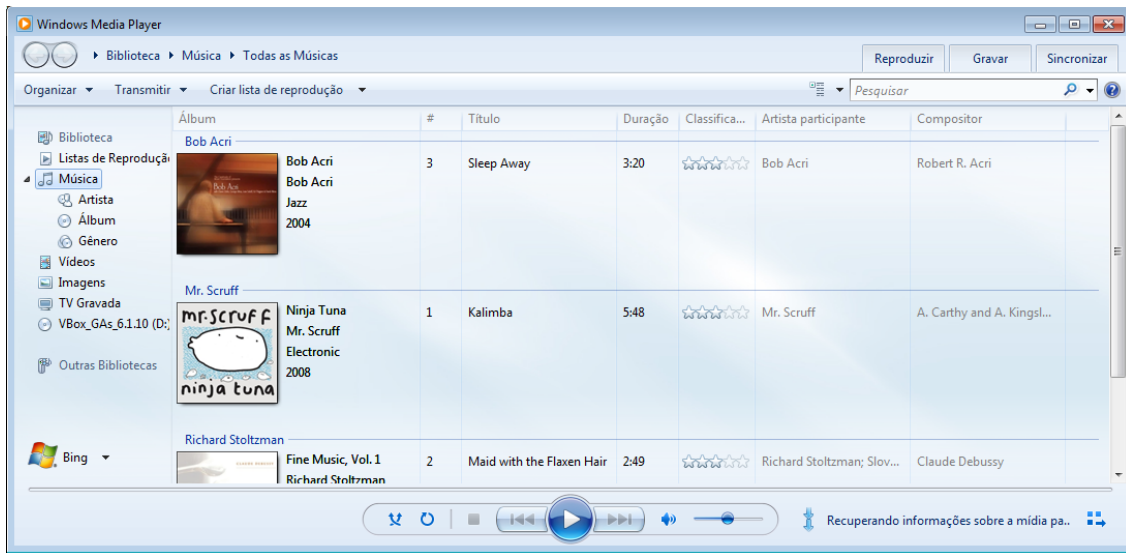 Windows Media Player
Biblioteca Música Todas as Músicas
Reproduzir Gravar Sincronizar
Organizar Transmitir Criar lista de reprodução Pesquisar
Álbum # Título Duração Classifica... Artista participante Compositor
Biblioteca
Listas de Reproduçã
Música
Artista
Álbum
Gênero
Vídeos
Imagens
TV Gravada
VBox_GAs_6.1.10 (D:)
Outras Bibliotecas
Bing
Bob Acri
Bob Acri 3 Sleep Away 3:20 Bob Acri Robert R. Acri
Bob Acri
Jazz
2004
Bob Acri
Mr. Scruff
Ninja Tuna 1 Kalimba 5:48 Mr. Scruff A. Carthy and A. Kingsl...
Mr. Scruff
Electronic
2008
mr.scruff
ninja tuna
Richard Stoltzman
Fine Music, Vol. 1 2 Maid with the Flaxen Hair 2:49 Richard Stoltzman; Slov... Claude Debussy
Richard Stoltzman
Recuperando informações sobre a mídia pa..